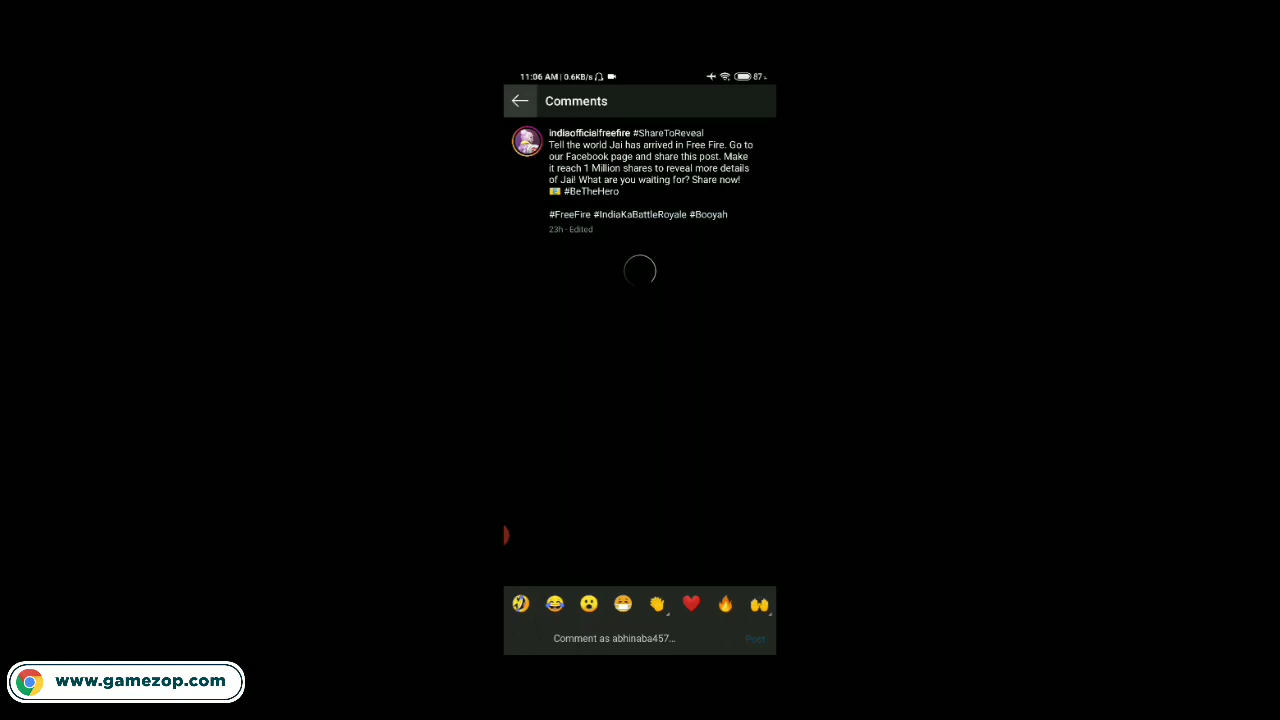 11:06 AM | 0.6KB/s 87
Comments
indiaofficialfreefire #ShareToReveal
Tell the world Jai has arrived in Free Fire. Go to
our Facebook page and share this post. Make
it reach 1 Million shares to reveal more details
of Jai! What are you waiting for? Share now!
#BeTheHero
#FreeFire #IndiaKaBattleRoyale #Booyah
23h · Edited
Comment as abhinaba457... Post
www.gamezop.com